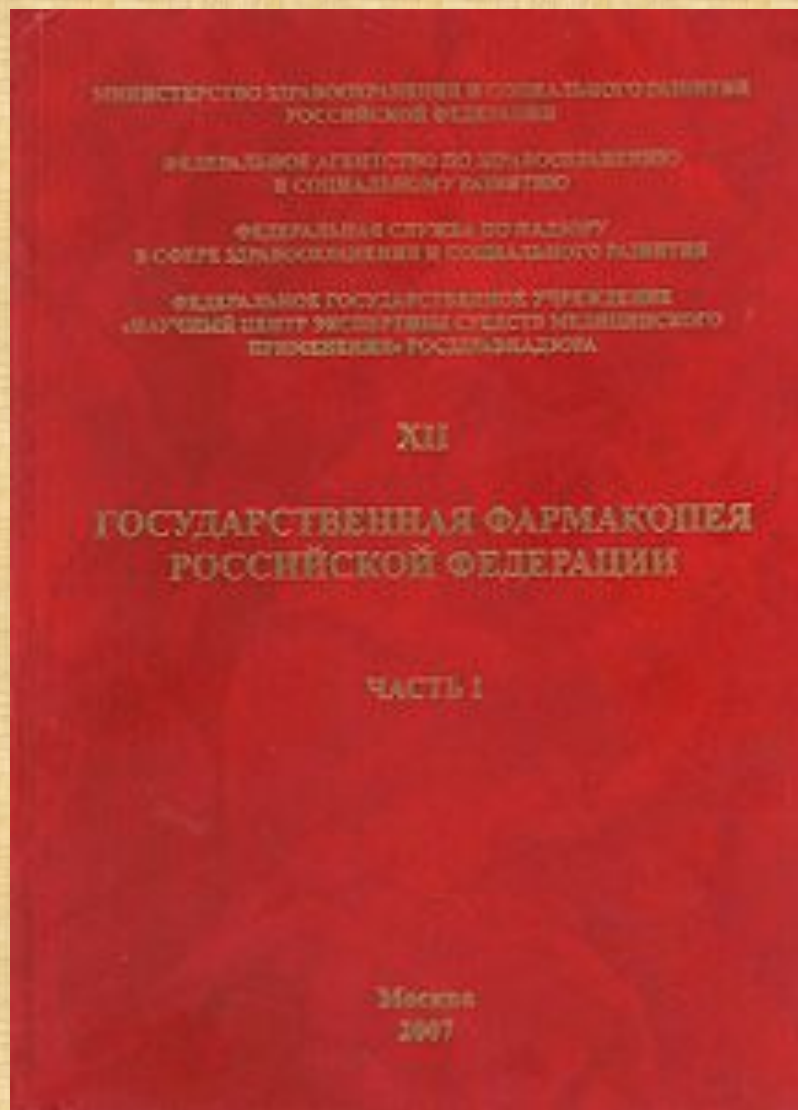 МИНИСТЕРСТВО ЗДРАВООХРАНЕНИЯ И СОЦИАЛЬНОГО РАЗВИТИЯ
РОССИЙСКОЙ ФЕДЕРАЦИИ
ФЕДЕРАЛЬНОЕ АГЕНТСТВО ПО ЗДРАВООХРАНЕНИЮ
И СОЦИАЛЬНОМУ РАЗВИТИЮ
ФЕДЕРАЛЬНАЯ СЛУЖБА ПО НАДЗОРУ
В СФЕРЕ ЗДРАВООХРАНЕНИЯ И СОЦИАЛЬНОГО РАЗВИТИЯ
ФЕДЕРАЛЬНОЕ ГОСУДАРСТВЕННОЕ УЧРЕЖДЕНИЕ
«НАУЧНЫЙ ЦЕНТР ЭКСПЕРТИЗЫ СРЕДСТВ МЕДИЦИНСКОГО
ПРИМЕНЕНИЯ» РОСЗДРАВНАДЗОРА
XII
ГОСУДАРСТВЕННАЯ ФАРМАКОПЕЯ
РОССИЙСКОЙ ФЕДЕРАЦИИ
ЧАСТЬ 1
Москва
2007